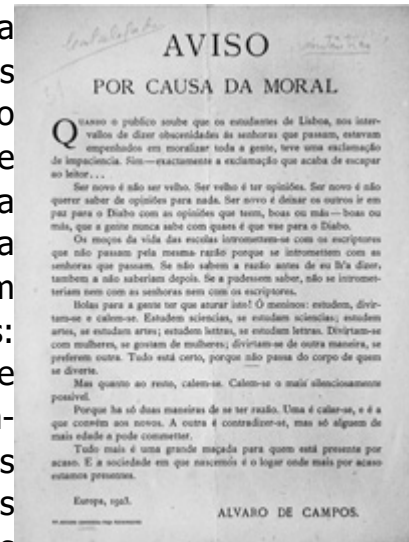 a
s
o
e
a
a
m
s:
e
-
s
s
AVISO
POR CAUSA DA MORAL
QUANDO o publico soube que os estudantes de Lisboa, nos inter-
vallos de dizer obscenidades ás senhoras que passam, estavam
empenhados em moralizar toda a gente, teve uma exclamação
de impaciencia. Sim—exactamente a exclamação que acaba de escapar
ao leitor...
Ser novo é não ser velho. Ser velho é ter opiniões. Ser novo é não
querer saber de opiniões para nada. Ser novo é deixar os outros ir em
paz para o Diabo com as opiniões que teem, boas ou más—boas ou
más, que a gente nunca sabe com quaes é que vae para o Diabo.
Os moços da vida das escolas intromettem-se com os escriptores
que não passam pela mesma razão porque se intromettem com as
senhoras que passam. Se não sabem a razão antes de eu lh'a dizer,
tambem a não saberiam depois. Se a pudessem saber, não se intromet-
teriam nem com as senhoras nem com os escriptores.
Bolas para a gente ter que aturar isto! Ó meninos: estudem, divir-
tam-se e calem-se. Estudem sciencias, se estudam sciencias; estudem
artes, se estudam artes; estudem letras, se estudam letras. Divirtam-se
com mulheres, se gostam de mulheres; divirtam-se de outra maneira, se
preferem outra. Tudo está certo, porque não passa do corpo de quem
se diverte.
Mas quanto ao resto, calem-se. Calem-se o mais silenciosamente
possivel.
Porque ha só duas maneiras de se ter razão. Uma é calar-se, e é a
que convém aos novos. A outra é contradizer-se, mas só alguem de
mais edade a pode commetter.
Tudo mais é uma grande maçada para quem está presente por
acaso. E a sociedade em que nascemos é o logar onde mais por acaso
estamos presentes.
Europa, 1923.
ALVARO DE CAMPOS.